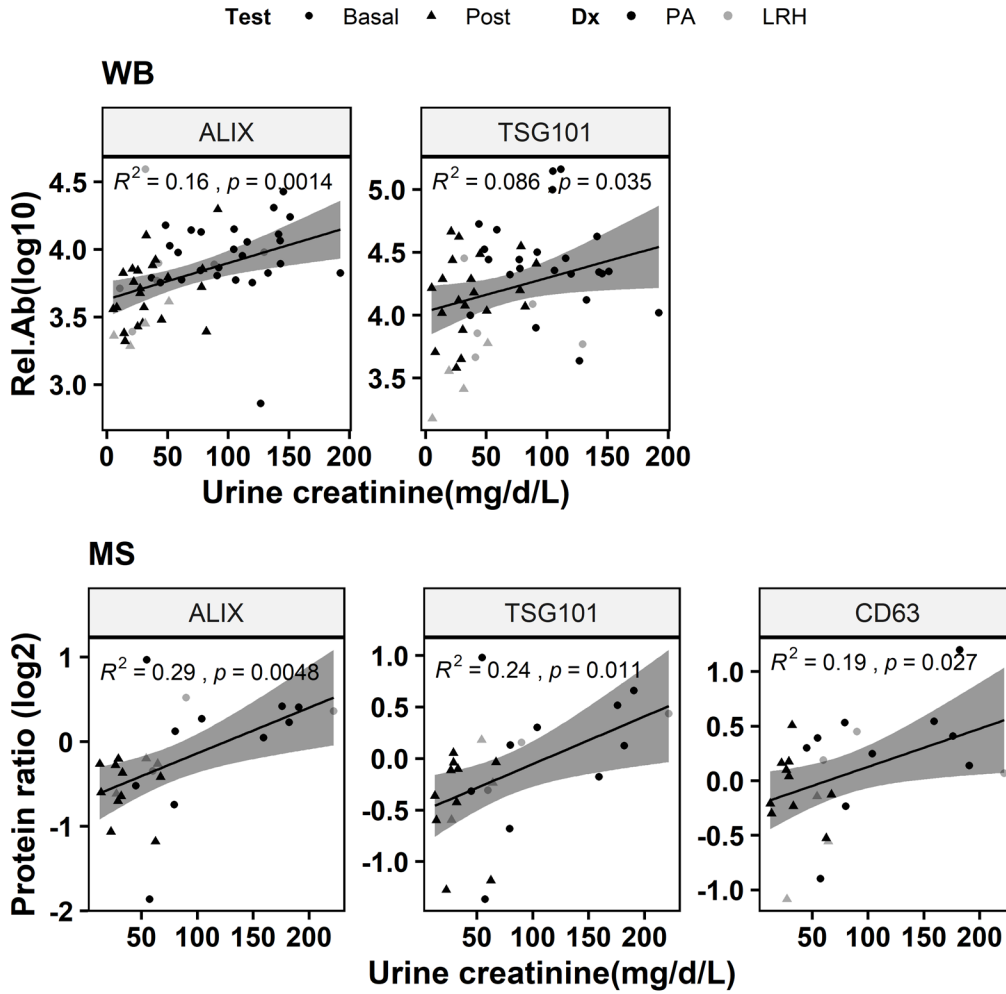 Test Basal Post Dx PA LRH
WB
ALIX TSG101
R² = 0.16 , p = 0.0014
R² = 0.086 , p = 0.035
4.5
4.0
3.5
3.0
5.0
4.5
4.0
3.5
Rel.Ab(log10)
0 50 100 150 200
0 50 100 150 200
Urine creatinine(mg/d/L)
MS
ALIX TSG101 CD63
R² = 0.29 , p = 0.0048
R² = 0.24 , p = 0.011
R² = 0.19 , p = 0.027
1
0
-1
-2
1.0
0.5
0.0
-0.5
-1.0
1.0
0.5
0.0
-0.5
-1.0
Protein ratio (log2)
50 100 150 200
50 100 150 200
50 100 150 200
Urine creatinine(mg/d/L)